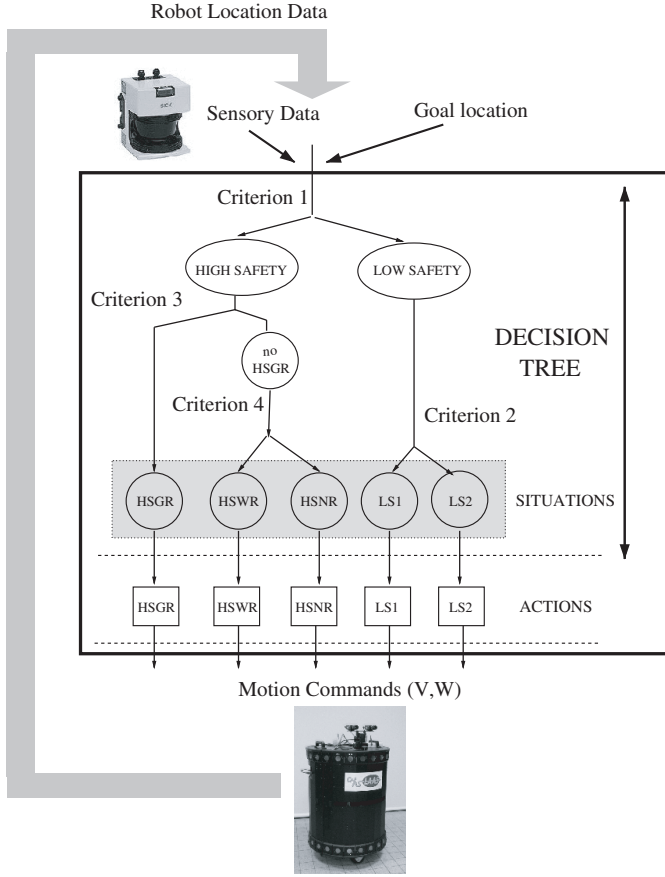 Robot Location Data
Sensory Data
Goal location
Criterion 1
HIGH SAFETY
LOW SAFETY
Criterion 3
no
HSGR
DECISION
TREE
Criterion 4
Criterion 2
HSGR
HSWR
HSNR
LS1
LS2
SITUATIONS
HSGR
HSWR
HSNR
LS1
LS2
ACTIONS
Motion Commands (V,W)